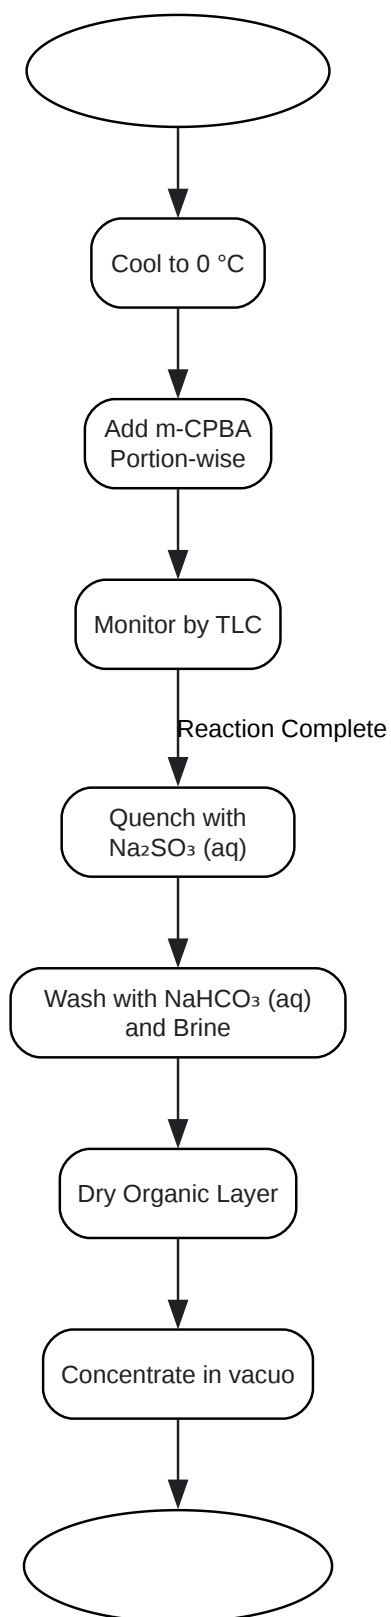 Cool to 0 °C
Add m-CPBA
Portion-wise
Monitor by TLC
Reaction Complete
Quench with
Na₂SO₃ (aq)
Wash with NaHCO₃ (aq)
and Brine
Dry Organic Layer
Concentrate in vacuo